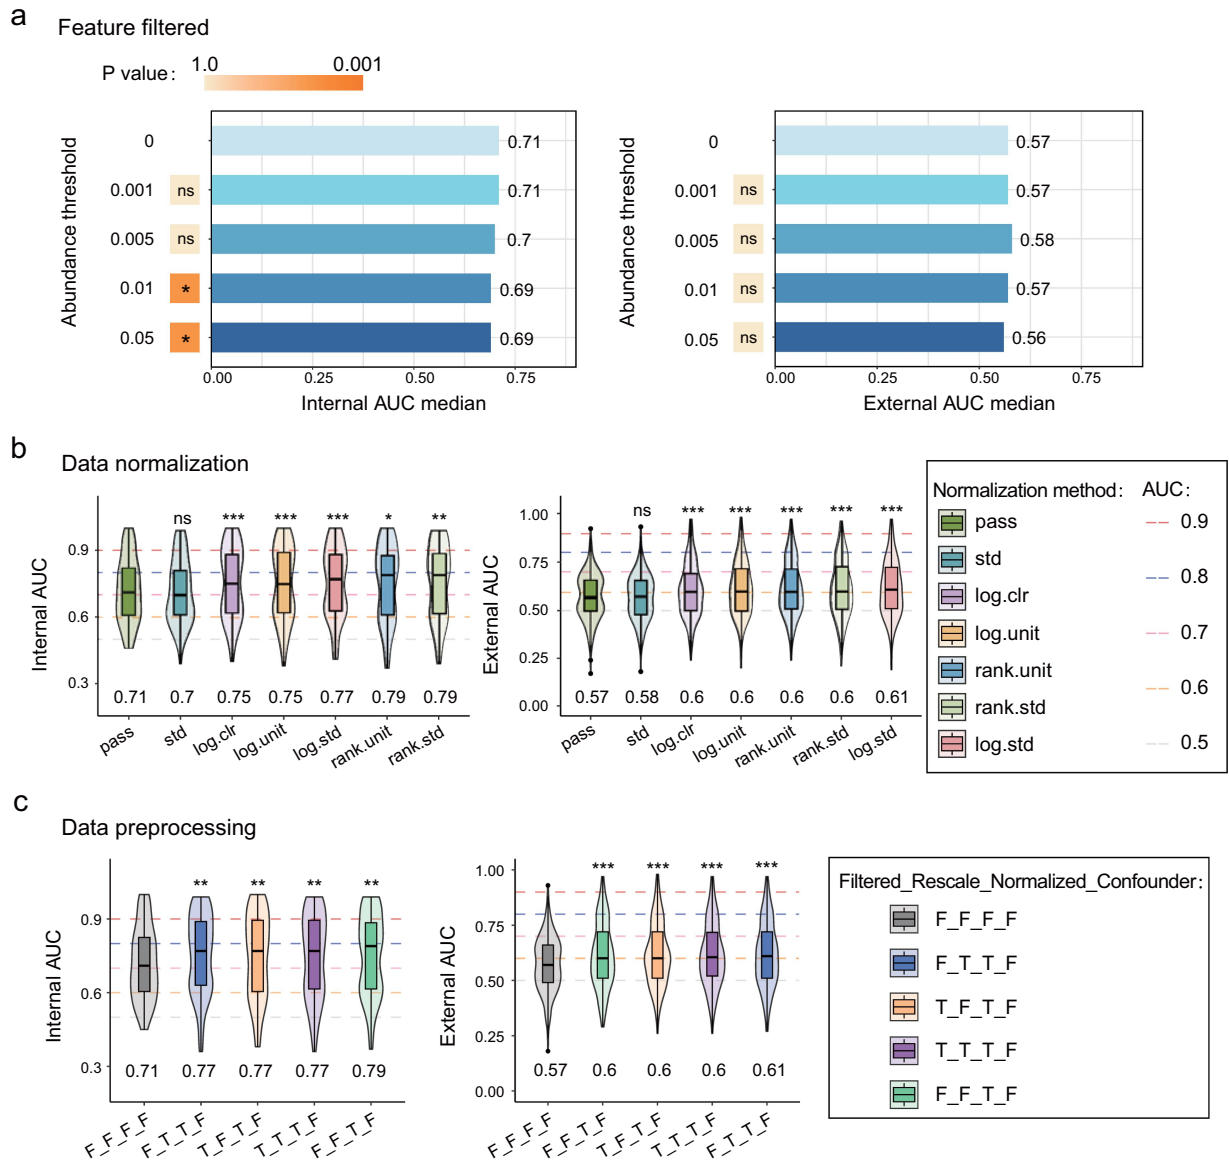 a
Feature filtered
P value: 1.0 0.001
Abundance threshold
0 0.71
0.001 ns 0.71
0.005 ns 0.7
0.01 * 0.69
0.05 * 0.69
0.00 0.25 0.50 0.75
Internal AUC median
Abundance threshold
0 0.57
0.001 ns 0.57
0.005 ns 0.58
0.01 ns 0.57
0.05 ns 0.56
0.00 0.25 0.50 0.75
External AUC median
b
Data normalization
Internal AUC
0.9
0.6
0.3
ns *** *** *** * **
0.71 0.7 0.75 0.75 0.77 0.79 0.79
pass std log.clr log.unit log.std rank.unit rank.std
External AUC
1.00
0.75
0.50
0.25
0.00
ns *** *** *** *** ***
0.57 0.58 0.6 0.6 0.6 0.6 0.61
pass std log.clr log.unit rank.unit rank.std log.std
Normalization method: AUC:
pass 0.9
std
log.clr 0.8
log.unit 0.7
rank.unit
rank.std 0.6
log.std 0.5
c
Data preprocessing
Internal AUC
0.9
0.6
0.3
** ** ** **
0.71 0.77 0.77 0.77 0.79
F_F_F_F F_T_T_F T_F_T_F T_T_T_F F_F_T_F
External AUC
1.00
0.75
0.50
0.25
0.00
*** *** *** ***
0.57 0.6 0.6 0.6 0.61
F_F_F_F F_F_T_F T_F_T_F T_T_T_F F_T_T_F
Filtered_Rescale_Normalized_Confounder:
F_F_F_F
F_T_T_F
T_F_T_F
T_T_T_F
F_F_T_F